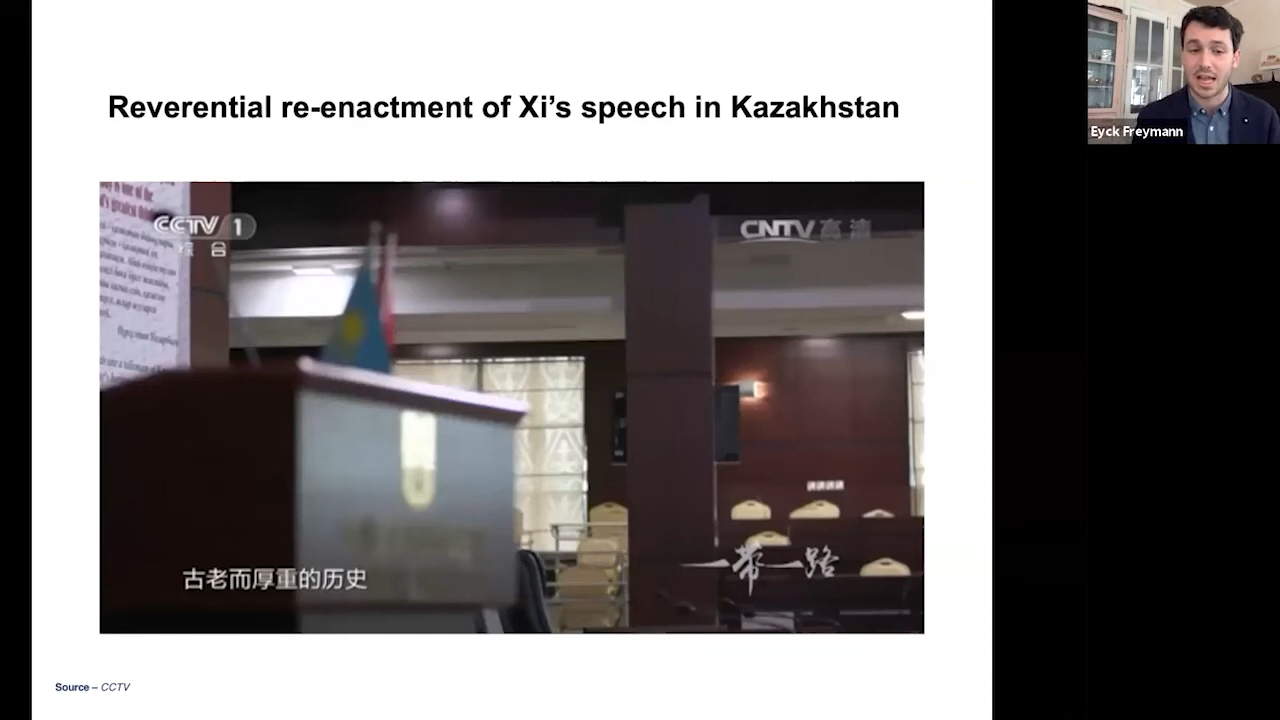 Reverential re-enactment of Xi’s speech in Kazakhstan
Eyck Freymann
CCTV 1
综合
CNTV 高清
一带一路
古老而厚重的历史
Source – CCTV